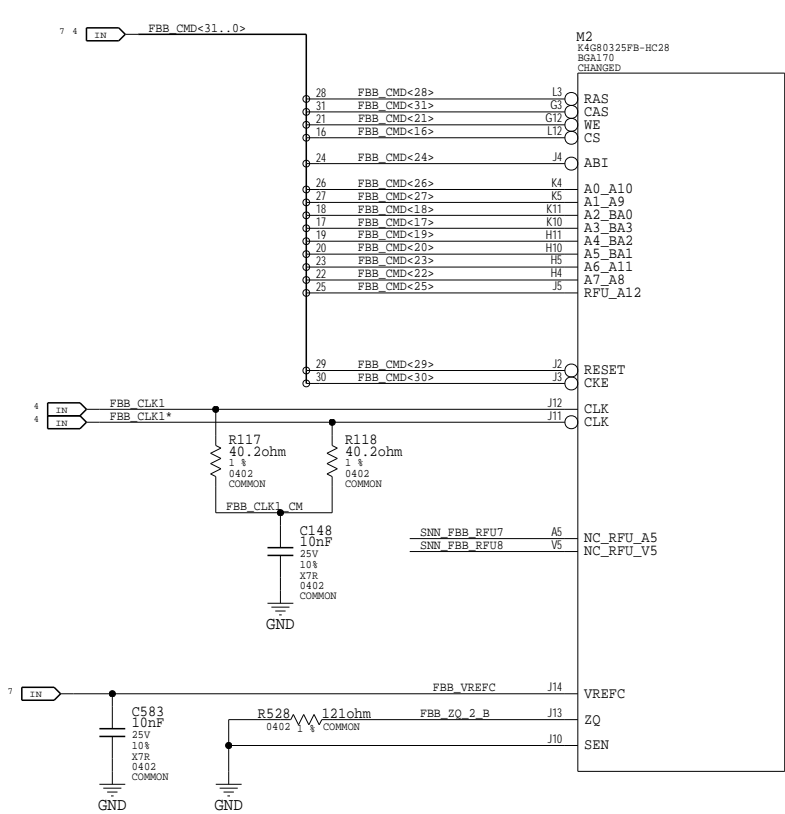 7 4 IN FBB_CMD<31..0>
M2
K4G80325FB-HC28
BGA170
CHANGED
28 FBB_CMD<28> L3 RAS
31 FBB_CMD<31> G3 CAS
21 FBB_CMD<21> G12 WE
16 FBB_CMD<16> L12 CS
24 FBB_CMD<24> J4 ABI
26 FBB_CMD<26> K4 A0_A10
27 FBB_CMD<27> K5 A1_A9
18 FBB_CMD<18> K11 A2_BA0
17 FBB_CMD<17> K10 A3_BA3
19 FBB_CMD<19> H11 A4_BA2
20 FBB_CMD<20> H10 A5_BA1
23 FBB_CMD<23> H5 A6_A11
22 FBB_CMD<22> H4 A7_A8
25 FBB_CMD<25> J5 RFU_A12
29 FBB_CMD<29> J2 RESET
30 FBB_CMD<30> J3 CKE
4 IN FBB_CLK1 J12 CLK
4 IN FBB_CLK1* J11 CLK
R117
40.2ohm
1 %
0402
COMMON
R118
40.2ohm
1 %
0402
COMMON
FBB_CLK1_CM
C148
10nF
25V
10%
X7R
0402
COMMON
GND
SNN_FBB_RFU7 A5 NC_RFU_A5
SNN_FBB_RFU8 V5 NC_RFU_V5
7 IN FBB_VREFC J14 VREFC
C583
10nF
25V
10%
X7R
0402
COMMON
GND
R528 121ohm FBB_ZQ_2_B J13 ZQ
0402 1 % COMMON
J10 SEN
GND